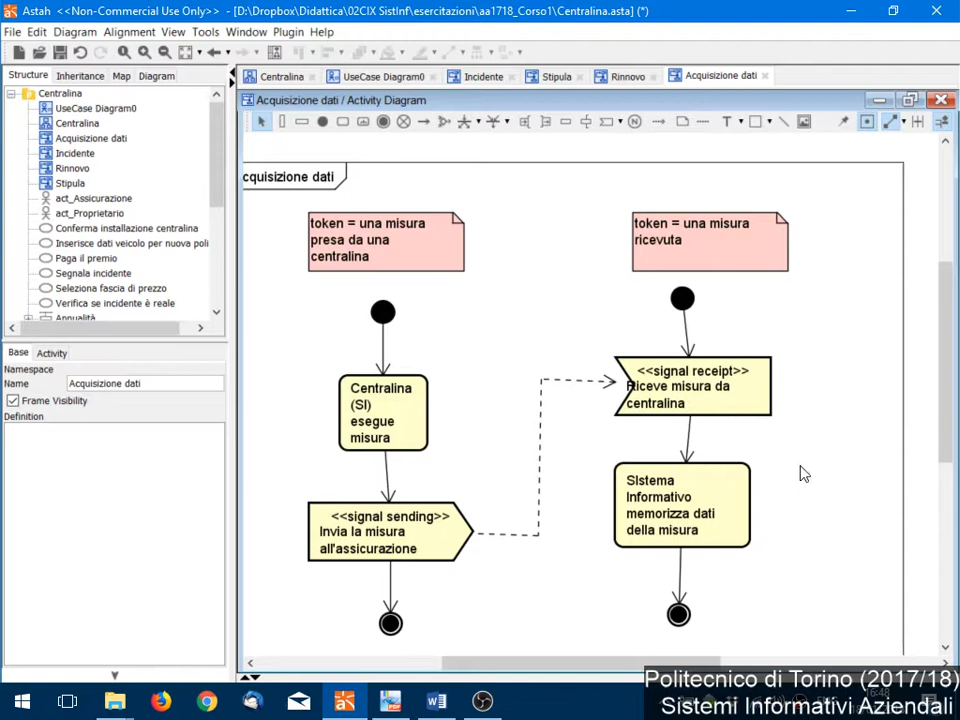 Astah <<Non-Commercial Use Only>> - [D:\Dropbox\Didattica\02CIX SistInf\esercitazioni\aa1718_Corso1\Centralina.asta] (*)
File Edit Diagram Alignment View Tools Window Plugin Help
Structure Inheritance Map Diagram
Centralina UseCase Diagram0 Incidente Stipula Rinnovo Acquisizione dati
Centralina
UseCase Diagram0
Centralina
Acquisizione dati
Incidente
Rinnovo
Stipula
act_Assicurazione
act_Proprietario
Conferma installazione centralina
Inserisce dati veicolo per nuova poli
Paga il premio
Segnala incidente
Seleziona fascia di prezzo
Verifica se incidente è reale
Annualità
Base Activity
Namespace
Name Acquisizione dati
Frame Visibility
Definition
Acquisizione dati / Activity Diagram
N
T
cquisizione dati
token = una misura
presa da una
centralina
Centralina
(SI)
esegue
misura
<<signal sending>>
Invia la misura
all'assicurazione
token = una misura
ricevuta
<<signal receipt>>
Riceve misura da
centralina
SIstema
Informativo
memorizza dati
della misura
16:48
Politecnico di Torino (2017/18)
Sistemi Informativi Aziendali